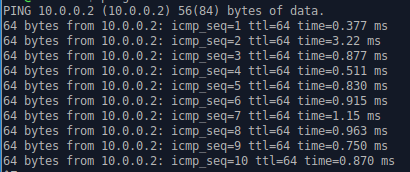 PING 10.0.0.2 (10.0.0.2) 56(84) bytes of data.
64 bytes from 10.0.0.2: icmp_seq=1 ttl=64 time=0.377 ms
64 bytes from 10.0.0.2: icmp_seq=2 ttl=64 time=3.22 ms
64 bytes from 10.0.0.2: icmp_seq=3 ttl=64 time=0.877 ms
64 bytes from 10.0.0.2: icmp_seq=4 ttl=64 time=0.511 ms
64 bytes from 10.0.0.2: icmp_seq=5 ttl=64 time=0.830 ms
64 bytes from 10.0.0.2: icmp_seq=6 ttl=64 time=0.915 ms
64 bytes from 10.0.0.2: icmp_seq=7 ttl=64 time=1.15 ms
64 bytes from 10.0.0.2: icmp_seq=8 ttl=64 time=0.963 ms
64 bytes from 10.0.0.2: icmp_seq=9 ttl=64 time=0.750 ms
64 bytes from 10.0.0.2: icmp_seq=10 ttl=64 time=0.870 ms